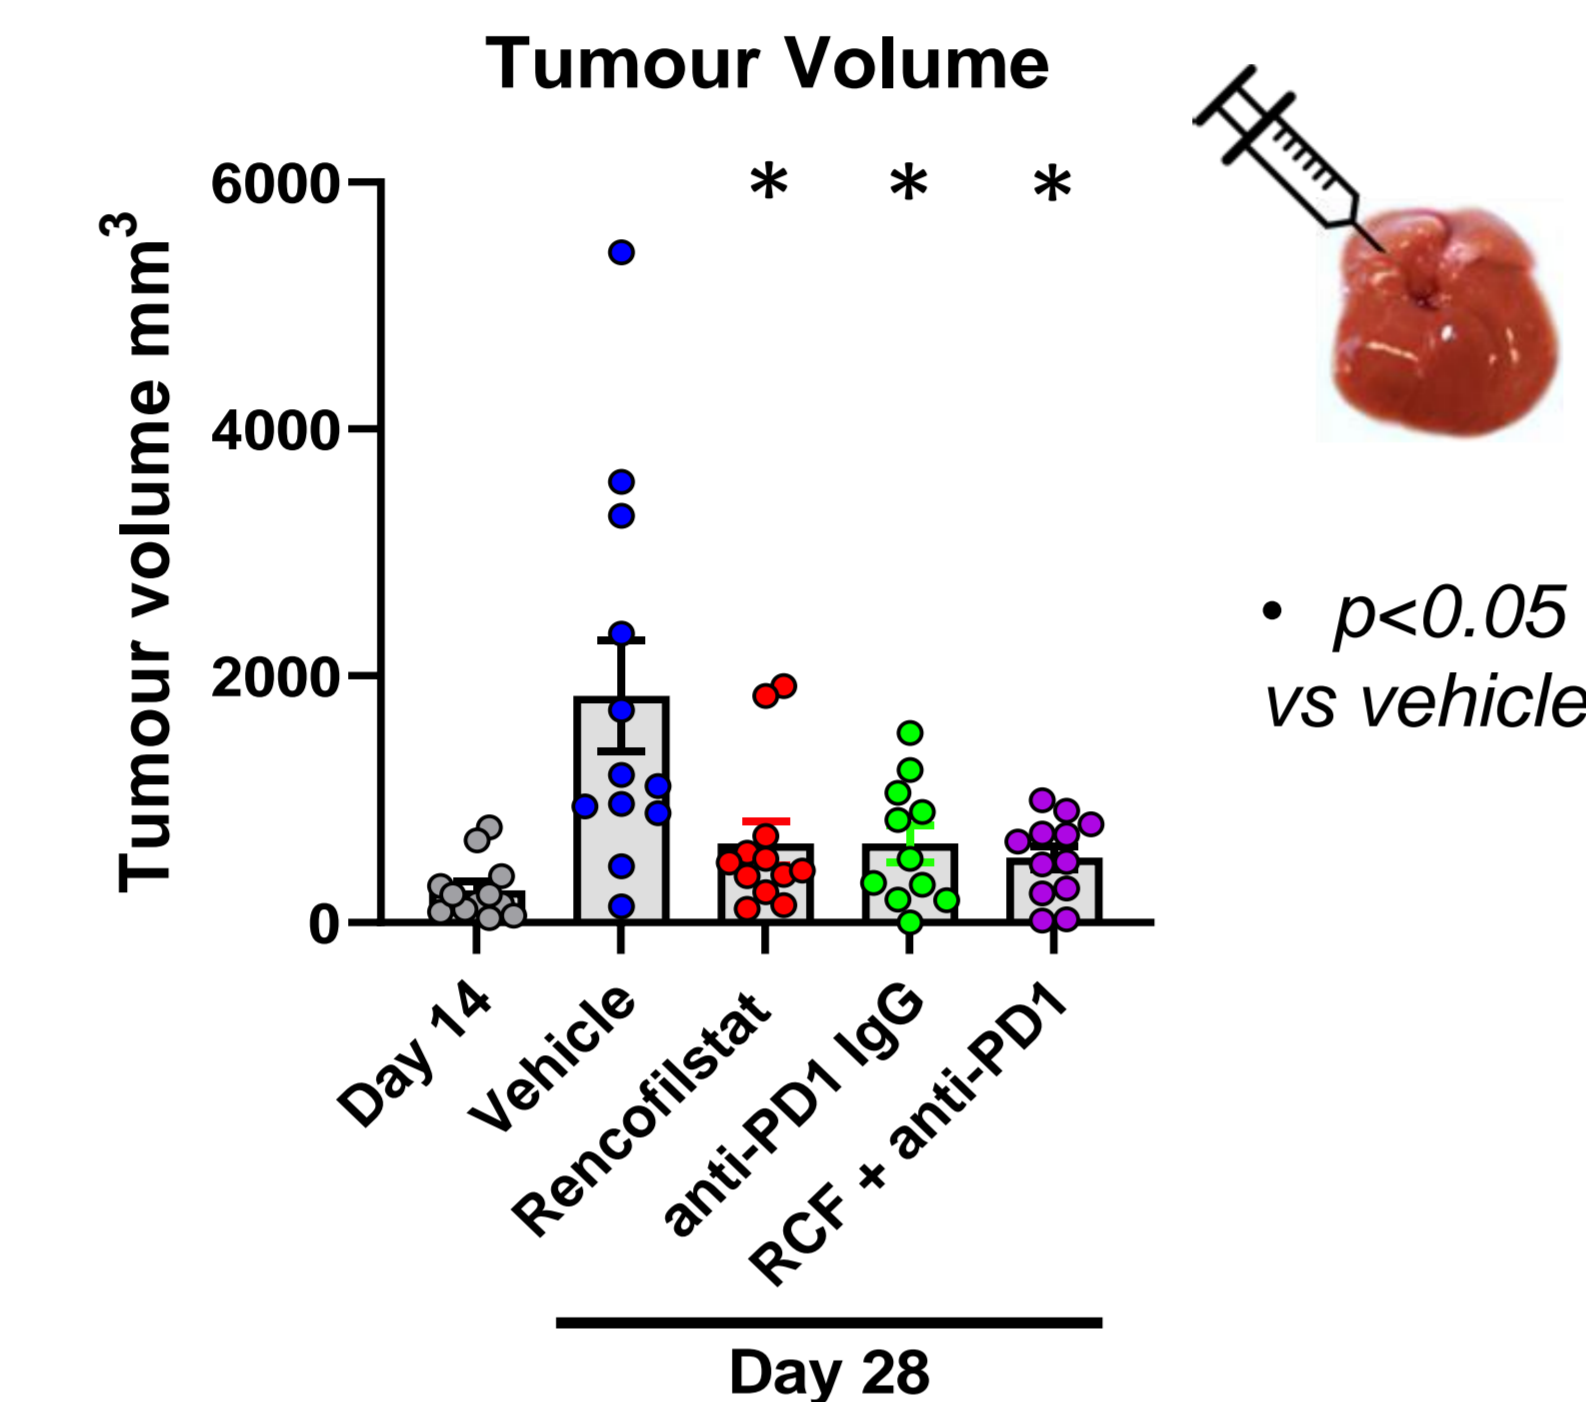 Tumour Volume
Tumour volume mm³
6000
4000
2000
0
* * *
Day 14
Vehicle
Rencofilstat
anti-PD1 IgG
RCF + anti-PD1
Day 28
• p<0.05
vs vehicle